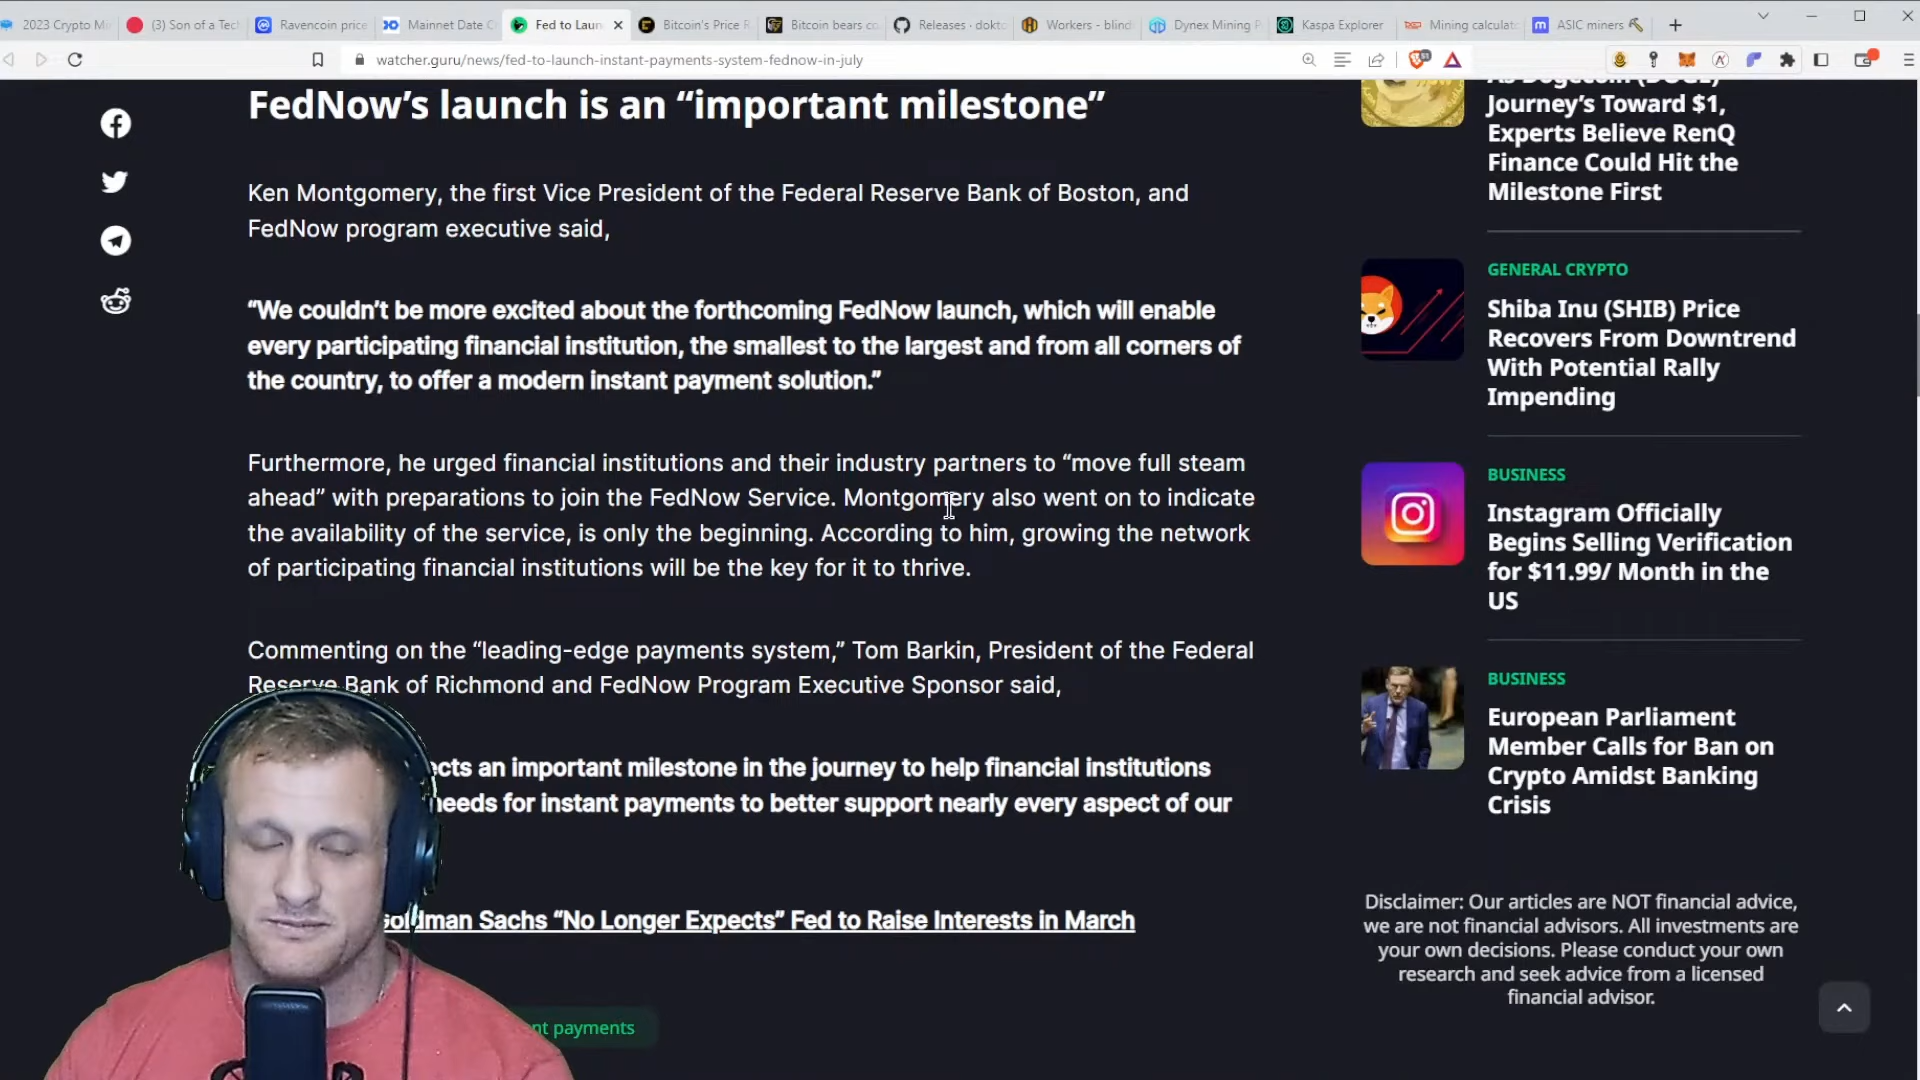 2023 Crypto Mi
(3) Son of a Tec
Ravencoin price
Mainnet Date C
Fed to Laun
Bitcoin's Price R
Bitcoin bears co
Releases · dokto
Workers - blind
Dynex Mining P
Kaspa Explorer
Mining calculato
ASIC miners
watcher.guru/news/fed-to-launch-instant-payments-system-fednow-in-july
FedNow’s launch is an “important milestone”
Ken Montgomery, the first Vice President of the Federal Reserve Bank of Boston, and
FedNow program executive said,
“We couldn’t be more excited about the forthcoming FedNow launch, which will enable
every participating financial institution, the smallest to the largest and from all corners of
the country, to offer a modern instant payment solution.”
Furthermore, he urged financial institutions and their industry partners to “move full steam
ahead” with preparations to join the FedNow Service. Montgomery also went on to indicate
the availability of the service, is only the beginning. According to him, growing the network
of participating financial institutions will be the key for it to thrive.
Commenting on the “leading-edge payments system,” Tom Barkin, President of the Federal
Reserve Bank of Richmond and FedNow Program Executive Sponsor said,
ects an important milestone in the journey to help financial institutions
needs for instant payments to better support nearly every aspect of our
Goldman Sachs “No Longer Expects” Fed to Raise Interests in March
nt payments
As Dogecoin (DOGE)
Journey’s Toward $1,
Experts Believe RenQ
Finance Could Hit the
Milestone First
GENERAL CRYPTO
Shiba Inu (SHIB) Price
Recovers From Downtrend
With Potential Rally
Impending
BUSINESS
Instagram Officially
Begins Selling Verification
for $11.99/ Month in the
US
BUSINESS
European Parliament
Member Calls for Ban on
Crypto Amidst Banking
Crisis
Disclaimer: Our articles are NOT financial advice,
we are not financial advisors. All investments are
your own decisions. Please conduct your own
research and seek advice from a licensed
financial advisor.